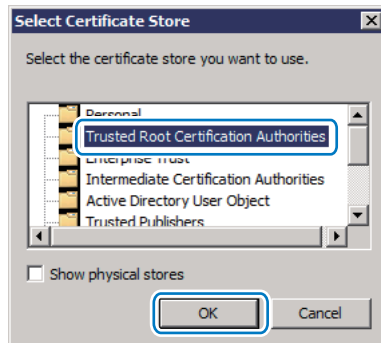 Select Certificate Store
Select the certificate store you want to use.
Personal
Trusted Root Certification Authorities
Enterprise Trust
Intermediate Certification Authorities
Active Directory User Object
Trusted Publishers
Show physical stores
OK
Cancel